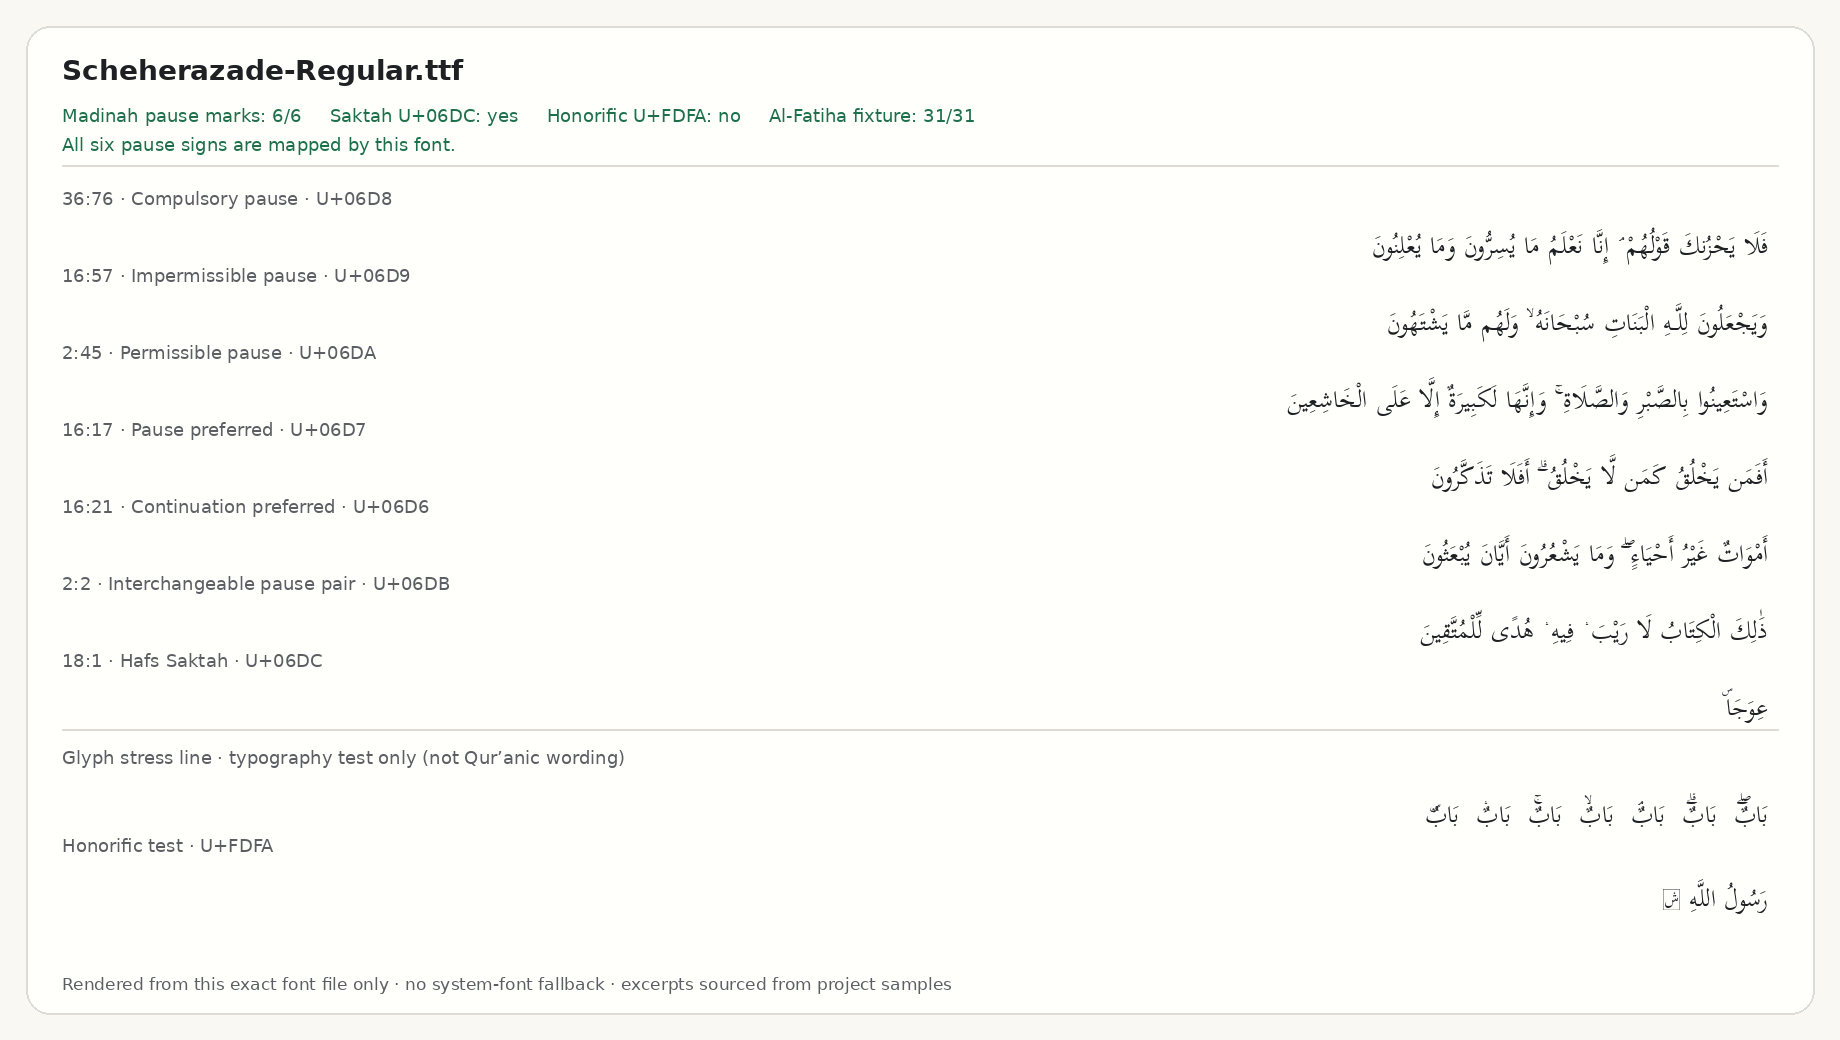 Scheherazade-Regular.ttf
Madinah pause marks: 6/6 Saktah U+06DC: yes Honorific U+FDFA: no Al-Fatiha fixture: 31/31
All six pause signs are mapped by this font.
36:76 · Compulsory pause · U+06D8
فَلَا يَحْزُنكَ قَوْلُهُمْ ۘ إِنَّا نَعْلَمُ مَا يُسِرُّونَ وَمَا يُعْلِنُونَ
16:57 · Impermissible pause · U+06D9
وَيَجْعَلُونَ لِلَّـهِ الْبَنَاتِ سُبْحَانَهُ ۙ وَلَهُم مَّا يَشْتَهُونَ
2:45 · Permissible pause · U+06DA
وَاسْتَعِينُوا بِالصَّبْرِ وَالصَّلَاةِ ۚ وَإِنَّهَا لَكَبِيرَةٌ إِلَّا عَلَى الْخَاشِعِينَ
16:17 · Pause preferred · U+06D7
أَفَمَن يَخْلُقُ كَمَن لَّا يَخْلُقُ ۗ أَفَلَا تَذَكَّرُونَ
16:21 · Continuation preferred · U+06D6
أَمْوَاتٌ غَيْرُ أَحْيَاءٍ ۖ وَمَا يَشْعُرُونَ أَيَّانَ يُبْعَثُونَ
2:2 · Interchangeable pause pair · U+06DB
ذَٰلِكَ الْكِتَابُ لَا رَيْبَ ۛ فِيهِ ۛ هُدًى لِّلْمُتَّقِينَ
18:1 · Hafs Saktah · U+06DC
عِوَجَا ۜ
Glyph stress line · typography test only (not Qur’anic wording)
بَابٌۖ بَابٌۗ بَابٌۘ بَابٌۙ بَابٌۚ بَابٌۛ بَابٌۜ
Honorific test · U+FDFA
رَسُولُ اللَّهِ
Rendered from this exact font file only · no system-font fallback · excerpts sourced from project samples